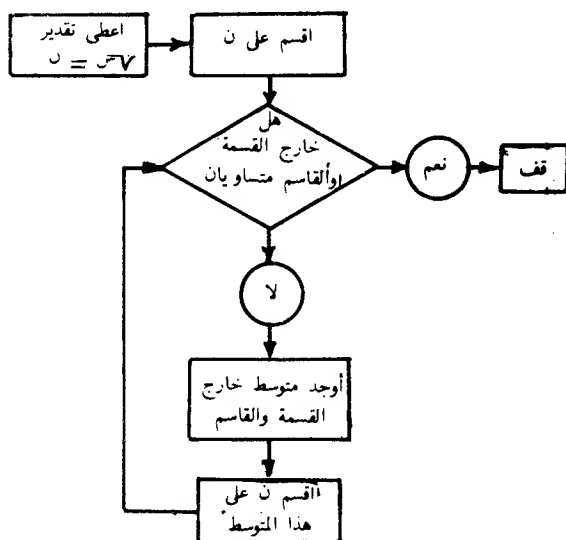 اعطى تقدير
اقسم على ن
هل
خارج القسمة
والقاسم متساويان
نعم
قف
لا
أوجد متوسط خارج
القسمة والقاسم
اقسم ن على
هذا المتوسط